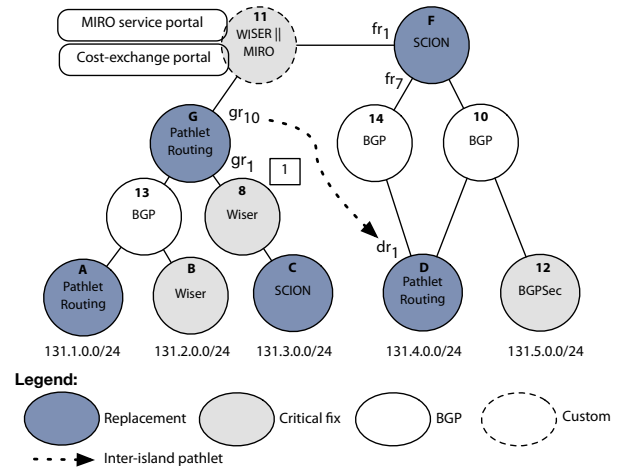 MIRO service portal
Cost-exchange portal
11
WISER ||
MIRO
fr1
F
SCION
fr7
G
Pathlet
Routing
gr10
gr1
14
BGP
10
BGP
1
13
BGP
8
Wiser
dr1
A
Pathlet
Routing
B
Wiser
C
SCION
D
Pathlet
Routing
12
BGPSec
131.1.0.0/24
131.2.0.0/24
131.3.0.0/24
131.4.0.0/24
131.5.0.0/24
Legend:
Replacement
Critical fix
BGP
Custom
Inter-island pathlet